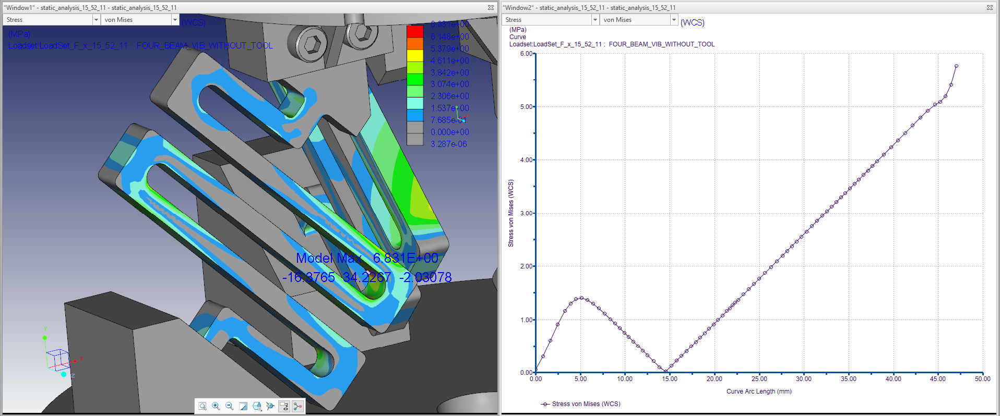 "Window1" - static_analysis_15_52_11 - static_analysis_15_52_11
Stress
von Mises
(WCS)
(MPa)
Loadset:LoadSet_F_x_15_52_11 : FOUR_BEAM_VIB_WITHOUT_TOOL
6.831e+00
6.148e+00
5.379e+00
4.611e+00
3.842e+00
3.074e+00
2.306e+00
1.537e+00
7.685e-01
0.000e+00
3.287e-06
Model Max 6.831E+00
-16.3765 34.2267 -2.03078
Y
X
Z
"Window2" - static_analysis_15_52_11 - static_analysis_15_52_11
Stress
von Mises
(WCS)
(MPa)
Curve
Loadset:LoadSet_F_x_15_52_11 : FOUR_BEAM_VIB_WITHOUT_TOOL
6.00
5.00
4.00
3.00
2.00
1.00
0.00
Stress von Mises (WCS)
0.00 5.00 10.00 15.00 20.00 25.00 30.00 35.00 40.00 45.00 50.00
Curve Arc Length (mm)
Stress von Mises (WCS)